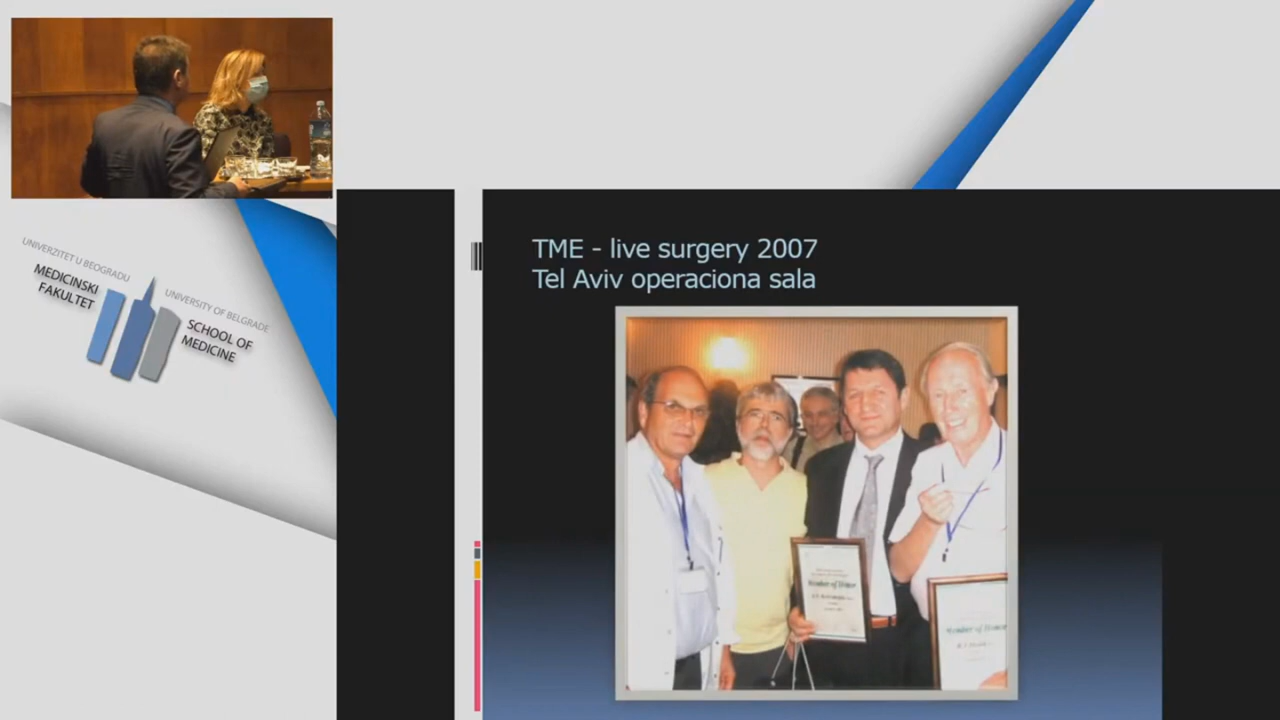 UNIVERZITET U BEOGRADU
MEDICINSKI
FAKULTET
UNIVERSITY OF BELGRADE
SCHOOL OF
MEDICINE
TME - live surgery 2007
Tel Aviv operaciona sala
Member of Honor
Member of Honor